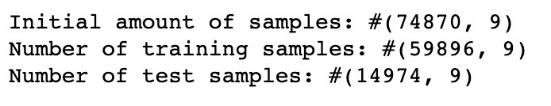 Initial amount of samples: #(74870, 9)
Number of training samples: #(59896, 9)
Number of test samples: #(14974, 9)